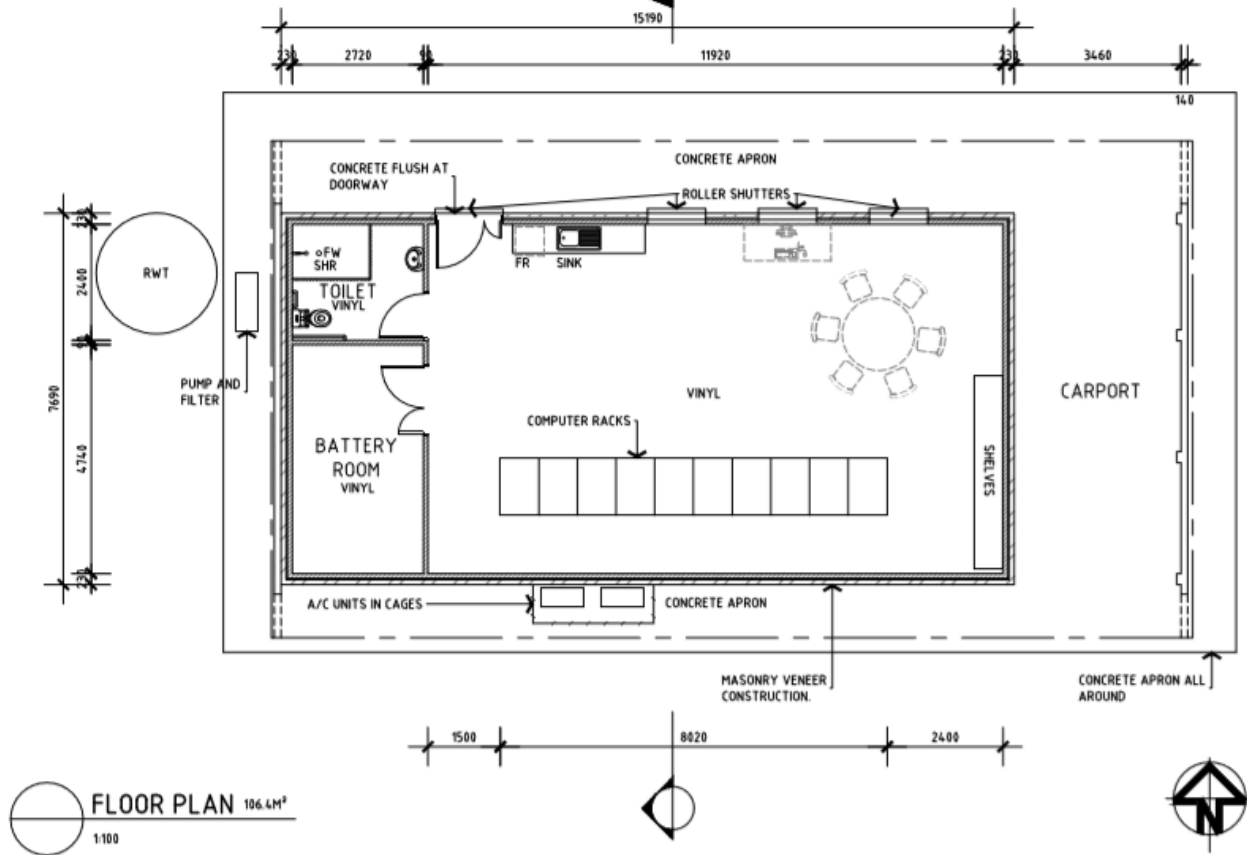 15190
230
2720
90
11920
230
3460
140
CONCRETE APRON
CONCRETE FLUSH AT
DOORWAY
ROLLER SHUTTERS
230
2400
90
4740
230
7690
RWT
FW
SHR
TOILET
VINYL
FR
SINK
PUMP AND
FILTER
VINYL
CARPORT
COMPUTER RACKS
BATTERY
ROOM
VINYL
SHELVES
A/C UNITS IN CAGES
CONCRETE APRON
MASONRY VENEER
CONSTRUCTION.
CONCRETE APRON ALL
AROUND
1500
8020
2400
FLOOR PLAN 106.4M²
1:100
N